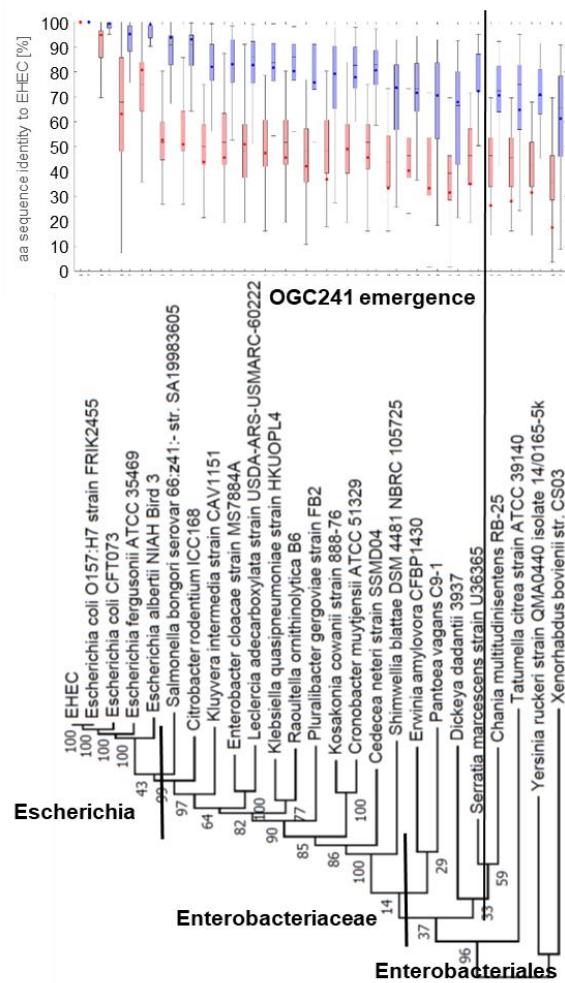 aa sequence identity to EHEC [%]
100
90
80
70
60
50
40
30
20
10
0
OGC241 emergence
EHEC
Escherichia coli O157:H7 strain FRIK2455
Escherichia coli CFT073
Escherichia fergusonii ATCC 35469
Escherichia albertii NIAH Bird 3
Salmonella bongori serovar 66:z41:- str. SA19983605
Citrobacter rodentium ICC168
Kluyvera intermedia strain CAV1151
Enterobacter cloacae strain MS7884A
Leclercia adecarboxylata strain USDA-ARS-USMARC-60222
Klebsiella quasipneumoniae strain HKUOPL4
Raoultella ornithinolytica B6
Pluralibacter gergoviae strain FB2
Kosakonia cowanii strain 888-76
Cronobacter muytjensii ATCC 51329
Cedecea neteri strain SSMD04
Shimwellia blattae DSM 4481 NBRC 105725
Erwinia amylovora CFBP1430
Pantoea vagans C9-1
Dickeya dadantii 3937
Serratia marcescens strain U36365
Chania multitudinisentens RB-25
Tatumella citrea strain ATCC 39140
Yersinia ruckeri strain QMA0440 isolate 14/0165-5k
Xenorhabdus bovienii str. CS03
100
100
100
100
43
99
97
64
82
100
90
77
85
86
100
100
14
29
37
33
59
96
Escherichia
Enterobacteriaceae
Enterobacteriales